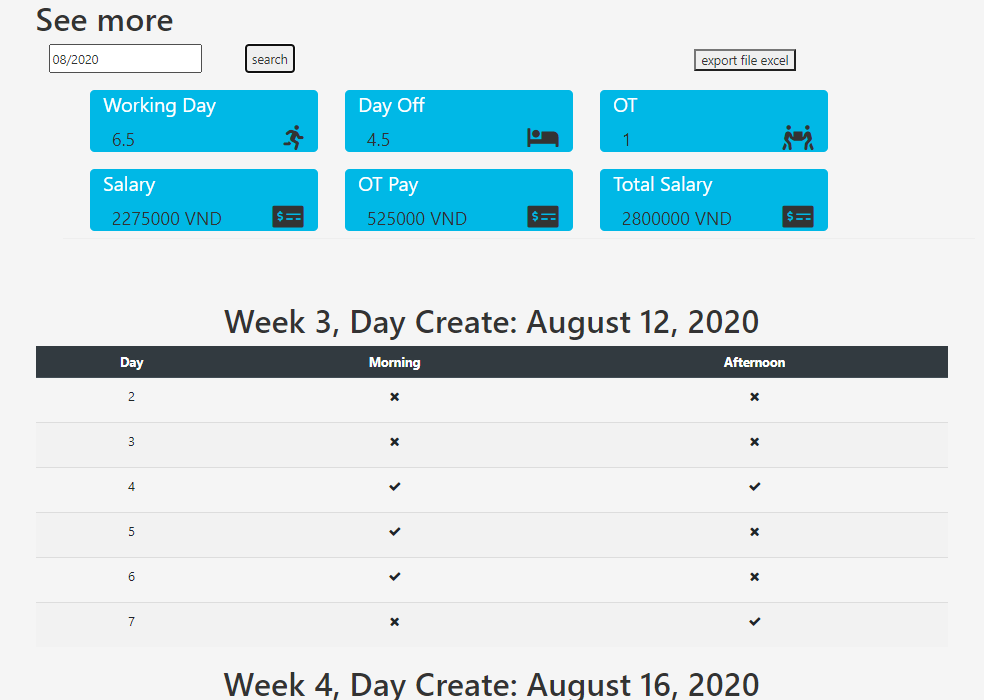 See more
08/2020 search export file excel
Working Day Day Off OT
6.5 4.5 1
Salary OT Pay Total Salary
2275000 VND 525000 VND 2800000 VND
Week 3, Day Create: August 12, 2020
Day Morning Afternoon
2
3
4
5
6
7
Week 4, Day Create: August 16, 2020